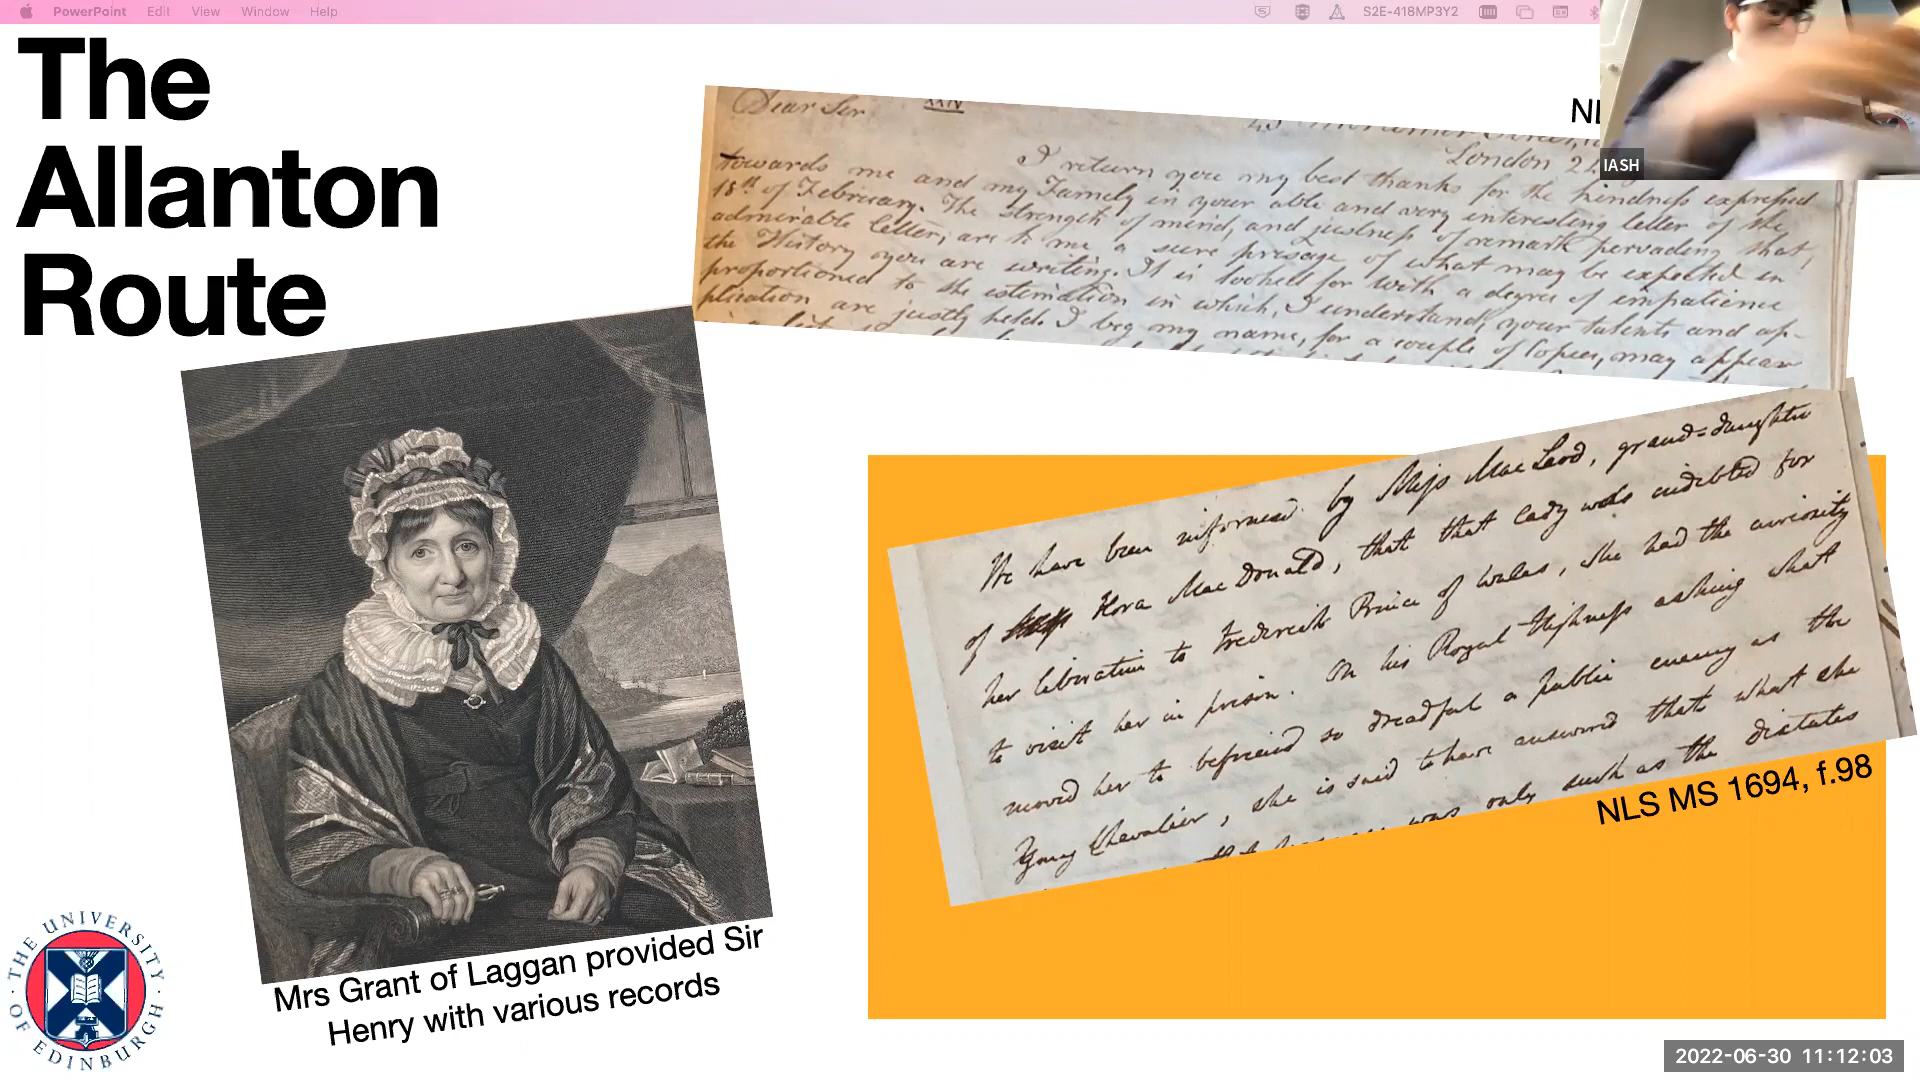 PowerPoint Edit View Window Help S2E-418MP3Y2
The
Allanton
Route
Dear Sir
London 21
I return you my best thanks for the kindness expressed
towards me and my Family in your able and very interesting letter of the
18th of February. The strength of mind, and justness of remark pervading that,
admirable letter, are to me a sure presage of what may be expected in
the History you are writing. It is looked for with a degree of impatience
proportioned to the estimation in which, I understand, your talents and ap-
plication are justly held. I beg my name, for a couple of Copies, may appear
IASH
We have been informed by Miss MacLeod, grand=daughter
of Flora MacDonald, that that Lady was indebted for
her liberation to Frederick Prince of Wales, who had the curiosity
to visit her in prison. On his Royal Highness asking what
moved her to befriend so dreadful a public enemy as the
Young Chevalier, she is said to have answered that what she
was only such as the dictates
NLS MS 1694, f.98
Mrs Grant of Laggan provided Sir
Henry with various records
THE UNIVERSITY OF EDINBURGH
2022-06-30 11:12:03